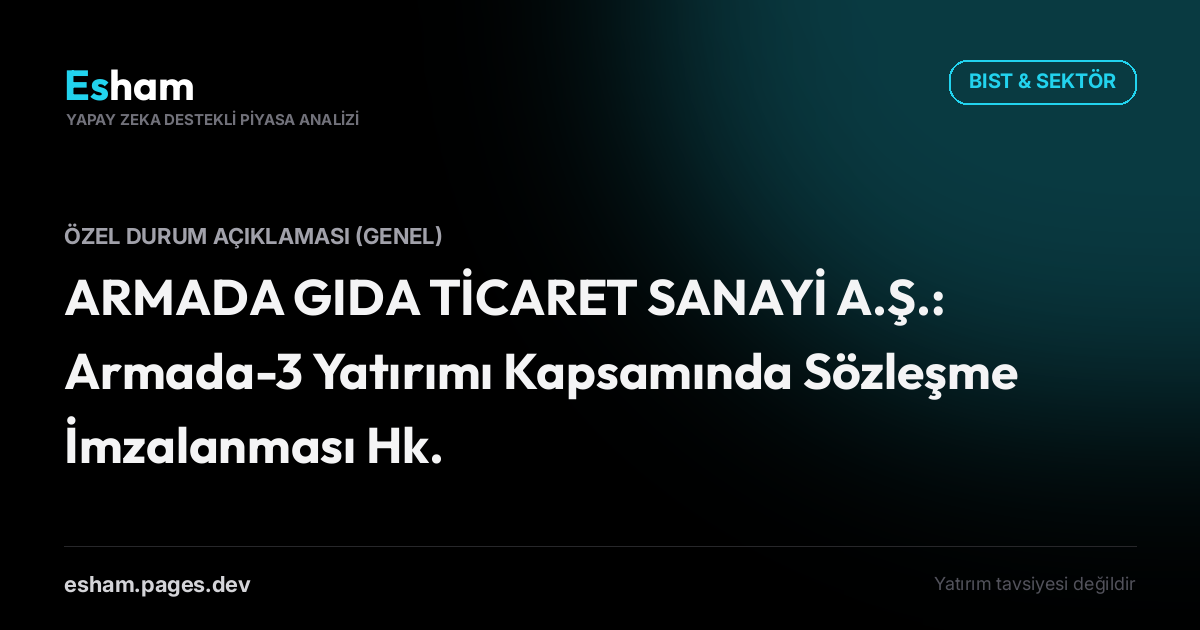 Esham
YAPAY ZEKA DESTEKLİ PİYASA ANALİZİ
BIST & SEKTÖR
ÖZEL DURUM AÇIKLAMASI (GENEL)
ARMADA GIDA TİCARET SANAYİ A.Ş.:
Armada-3 Yatırımı Kapsamında Sözleşme
İmzalanması Hk.
esham.pages.dev
Yatırım tavsiyesi değildir